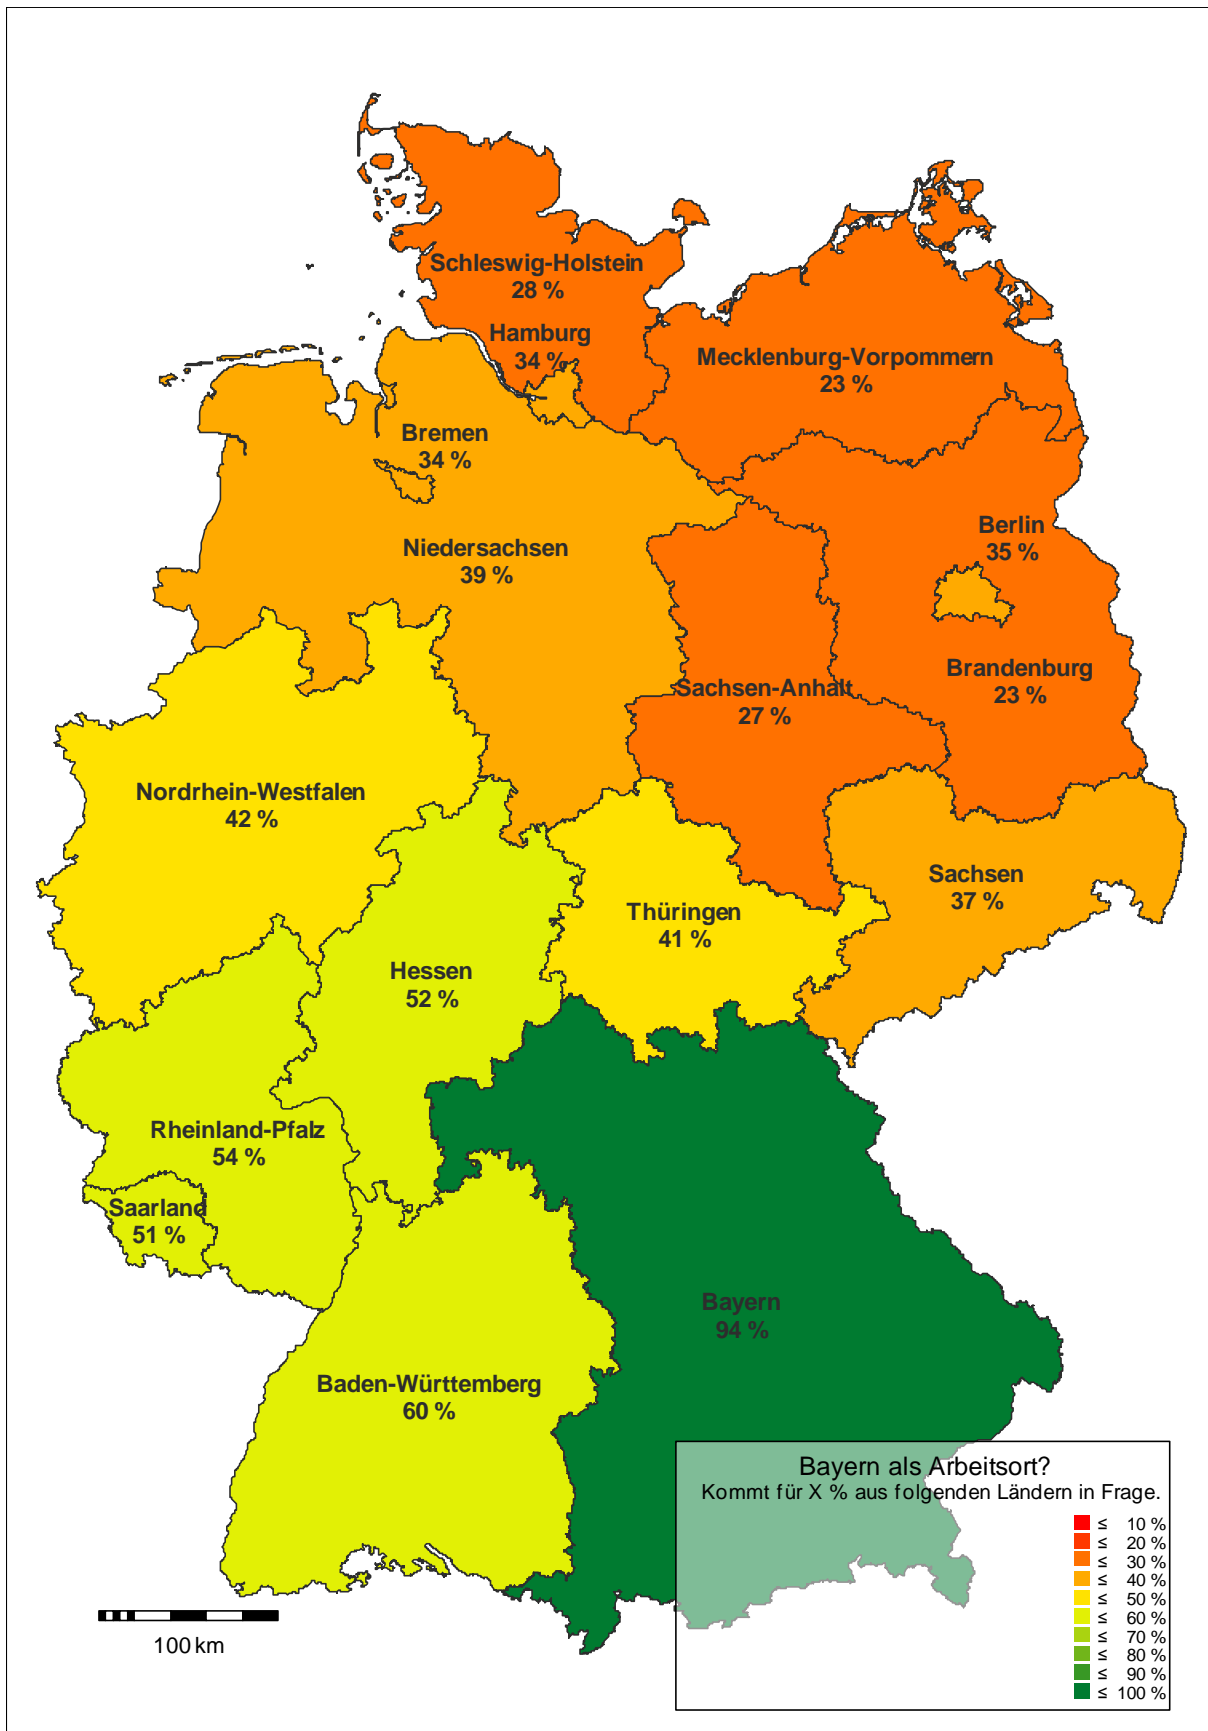 Schleswig-Holstein
28 %
Hamburg
34 %
Mecklenburg-Vorpommern
23 %
Bremen
34 %
Berlin
35 %
Niedersachsen
39 %
Brandenburg
23 %
Sachsen-Anhalt
27 %
Nordrhein-Westfalen
42 %
Sachsen
37 %
Thüringen
41 %
Hessen
52 %
Rheinland-Pfalz
54 %
Saarland
51 %
Bayern
94 %
Baden-Württemberg
60 %
Bayern als Arbeitsort?
Kommt für X % aus folgenden Ländern in Frage.
≤ 10 %
≤ 20 %
≤ 30 %
≤ 40 %
≤ 50 %
≤ 60 %
≤ 70 %
≤ 80 %
≤ 90 %
≤ 100 %
100 km